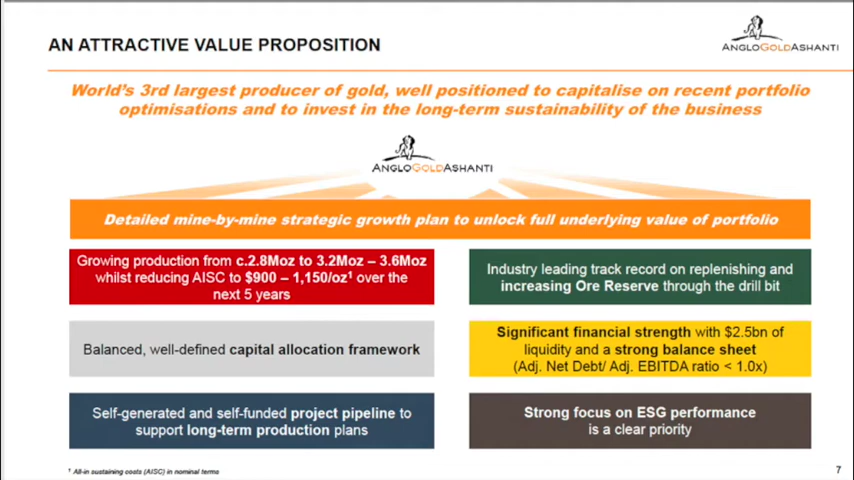 AN ATTRACTIVE VALUE PROPOSITION
ANGLOGOLDASHANTI
World's 3rd largest producer of gold, well positioned to capitalise on recent portfolio
optimisations and to invest in the long-term sustainability of the business
ANGLOGOLDASHANTI
Detailed mine-by-mine strategic growth plan to unlock full underlying value of portfolio
Growing production from c.2.8Moz to 3.2Moz – 3.6Moz
whilst reducing AISC to $900 – 1,150/oz¹ over the
next 5 years
Industry leading track record on replenishing and
increasing Ore Reserve through the drill bit
Balanced, well-defined capital allocation framework
Significant financial strength with $2.5bn of
liquidity and a strong balance sheet
(Adj. Net Debt/ Adj. EBITDA ratio < 1.0x)
Self-generated and self-funded project pipeline to
support long-term production plans
Strong focus on ESG performance
is a clear priority
¹ All-in sustaining costs (AISC) in nominal terms
7